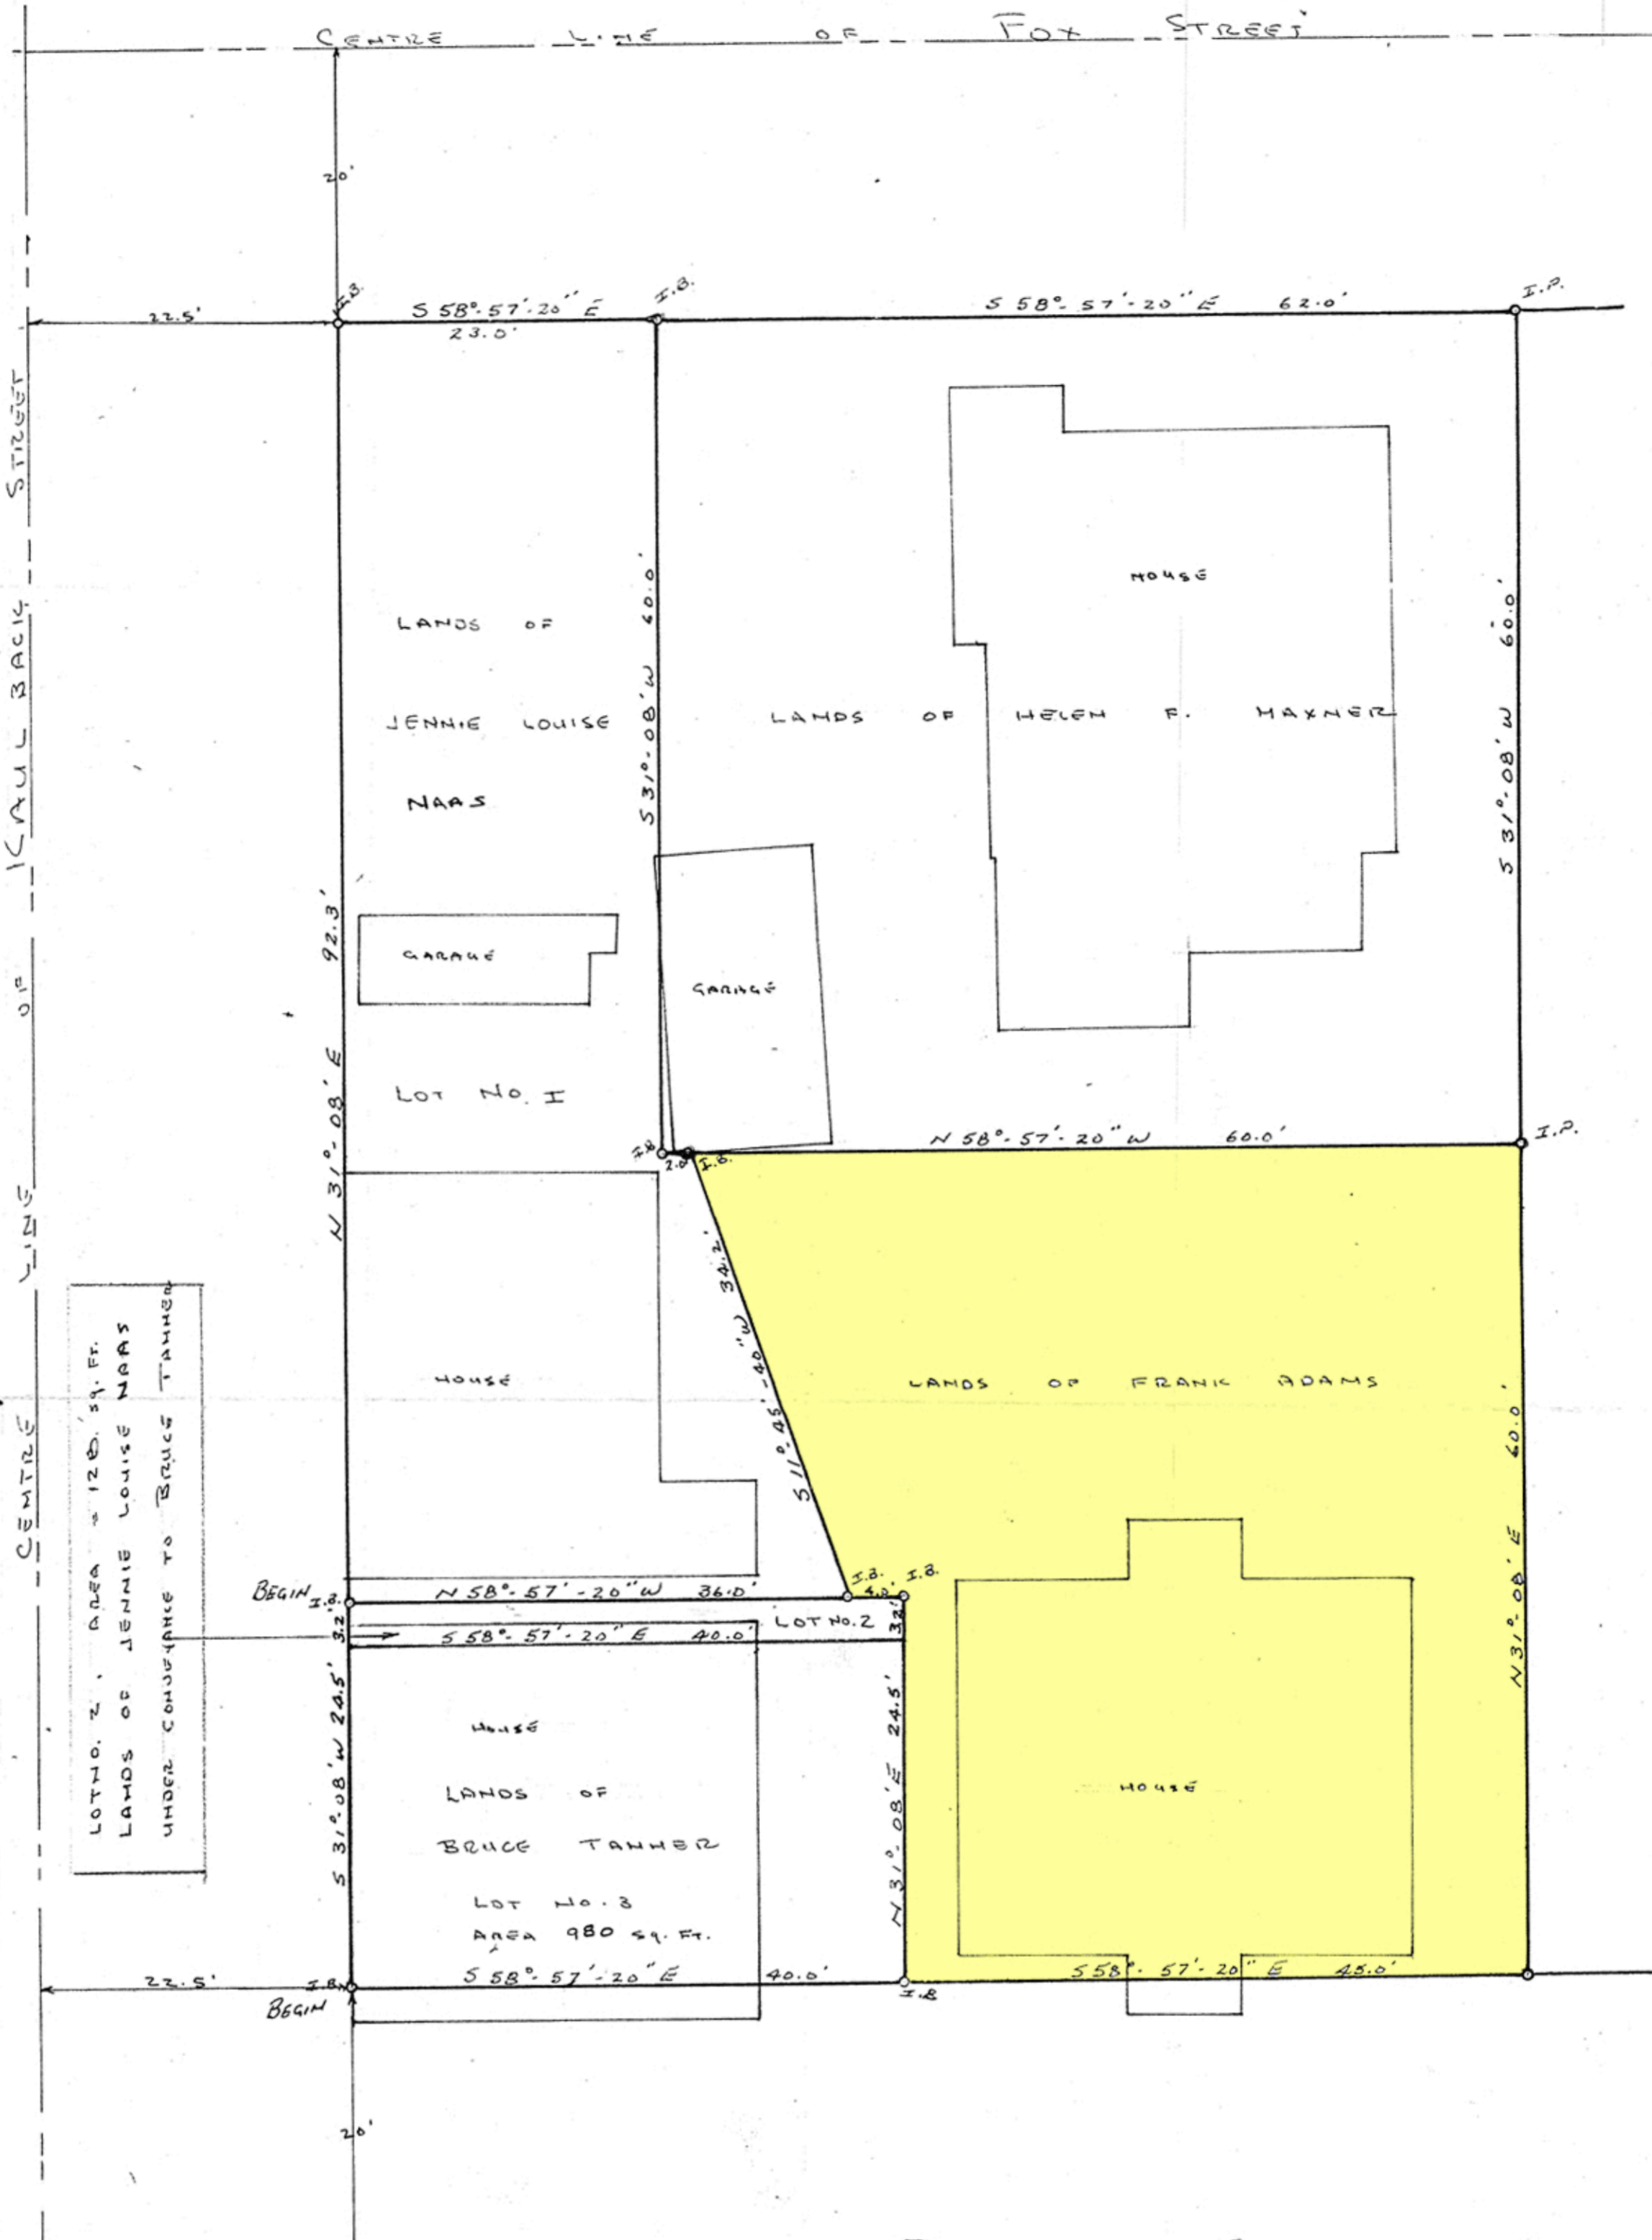 CENTRE LINE OF FOX STREET
20'
I.B.
I.B.
I.P.
22.5'
S 58°-57'-20" E
23.0'
S 58°-57'-20" E 62.0'
CENTRE LINE OF KAULBACK STREET
LANDS OF
JENNIE LOUISE
NAAS
GARAGE
LOT No. I
N 31°-08' E 92.3'
S 31°-08' W 60.0'
HOUSE
LANDS OF HELEN F. MAXNER
GARAGE
S 31°-08' W 60.0'
I.B.
2.0'
I.B.
N 58°-57'-20" W 60.0'
I.P.
HOUSE
S 11°-45'-40" W 34.2'
LANDS OF FRANK ADAMS
N 31°-08' E 60.0'
LOT NO. 2, AREA = 128. sq. FT.
LANDS OF JENNIE LOUISE NAAS
UNDER CONVEYANCE TO BRUCE TANNER
BEGIN
I.B.
N 58°-57'-20" W 36.0'
I.B.
4.0'
I.B.
3.2'
S 58°-57'-20" E 40.0'
LOT No. 2
3.2'
S 31°-08' W 24.5'
HOUSE
LANDS OF
BRUCE TANNER
LOT No. 3
AREA 980 sq. FT.
N 31°-08' E 24.5'
HOUSE
22.5'
I.B.
BEGIN
S 58°-57'-20" E 40.0'
I.B
S 58°-57'-20" E 45.0'
20'